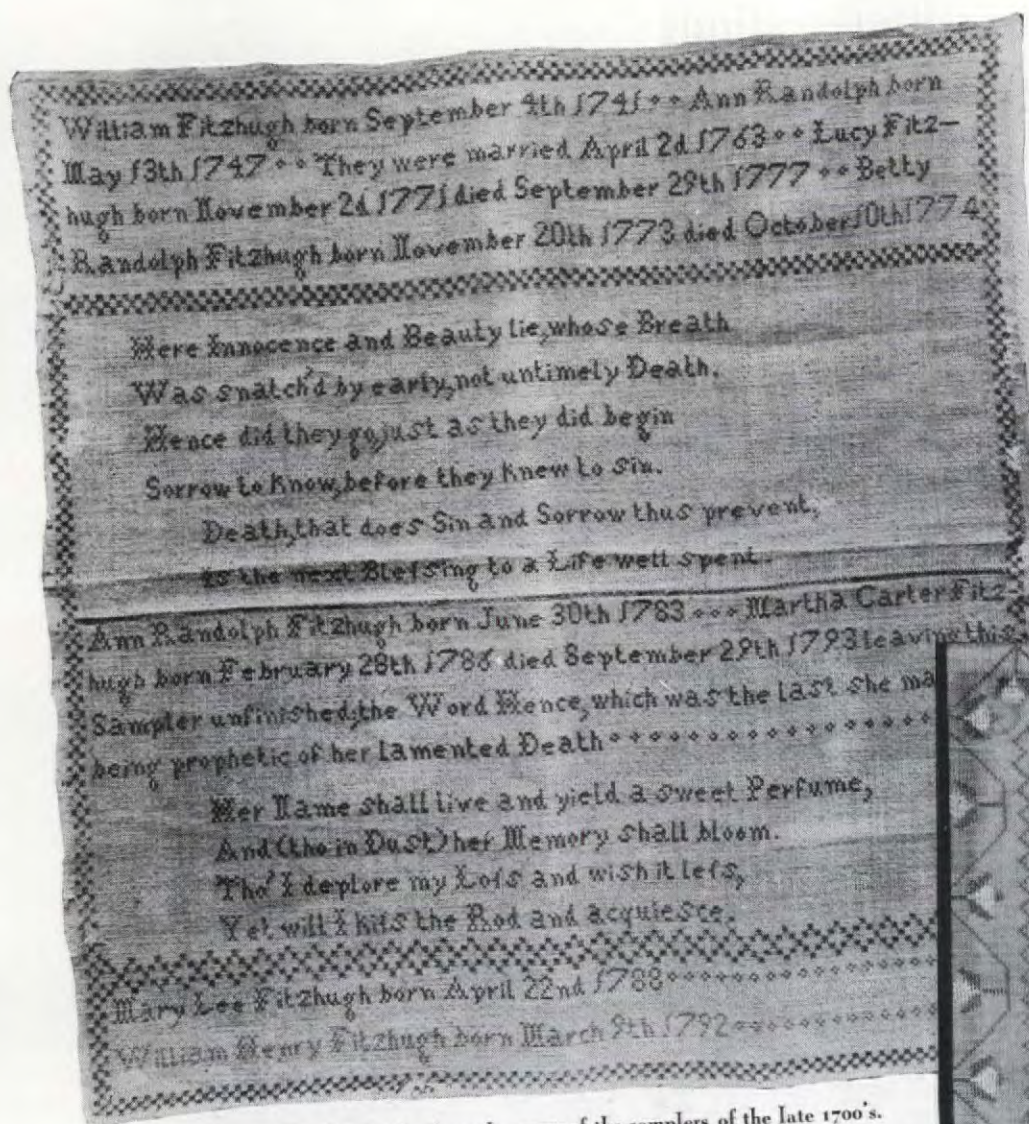 William Fitzhugh born September 4th 1741 Ann Randolph born
May 13th 1747 They were married April 2d 1763 Lucy Fitz–
hugh born November 2d 1771 died September 29th 1777 Betty
Randolph Fitzhugh born November 20th 1773 died October 10th 1774
Here Innocence and Beauty lie, whose Breath
Was snatch'd by early, not untimely Death.
Hence did they go, just as they did begin
Sorrow to Know, before they Knew to Sin.
Death, that does Sin and Sorrow thus prevent,
is the next Bleſsing to a Life well spent.
Ann Randolph Fitzhugh born June 30th 1783 Martha Carter Fitz–
hugh born February 28th 1786 died September 29th 1793 leaving this
Sampler unfinished, the Word Hence, which was the last she ma
being prophetic of her lamented Death
Her Name shall live and yield a sweet Perfume,
And (tho in Dust) her Memory shall bloom.
Tho' I deplore my Loſs and wish it leſs,
Yet will I kiſs the Rod and acquiesce.
Mary Lee Fitzhugh born April 22nd 1788
William Henry Fitzhugh born March 9th 1792
of the samplers of the late 1700's.